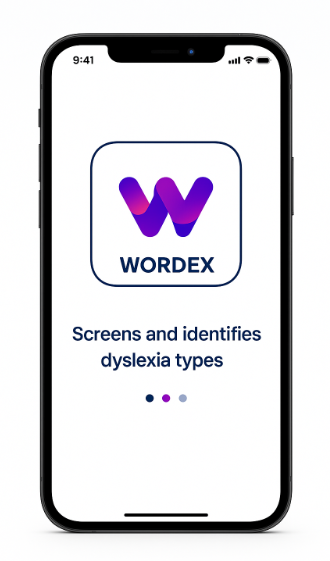 9:41
W
WORDEX
Screens and identifies
dyslexia types